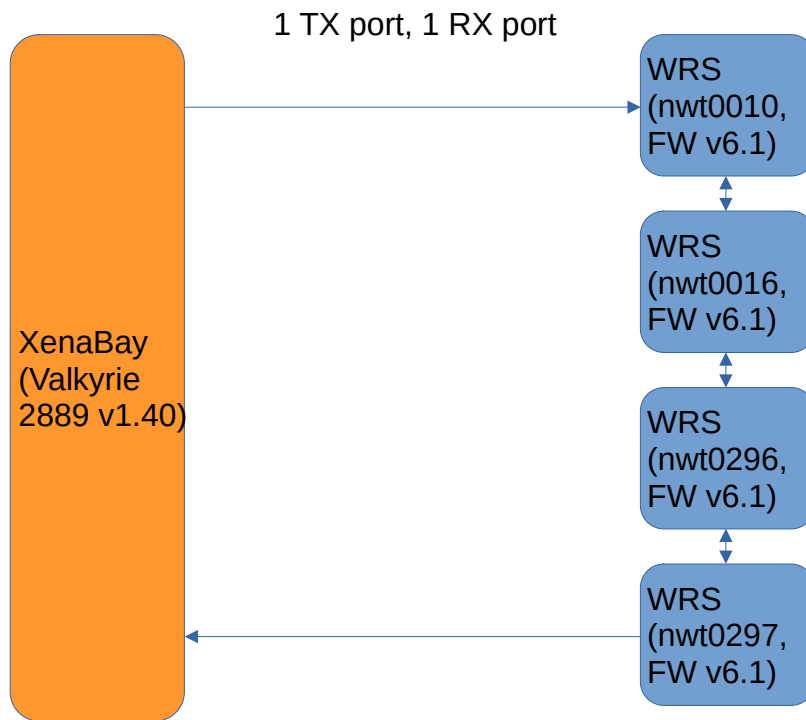 1 TX port, 1 RX port
WRS
(nwt0010,
FW v6.1)
WRS
(nwt0016,
FW v6.1)
XenaBay
(Valkyrie
2889 v1.40)
WRS
(nwt0296,
FW v6.1)
WRS
(nwt0297,
FW v6.1)